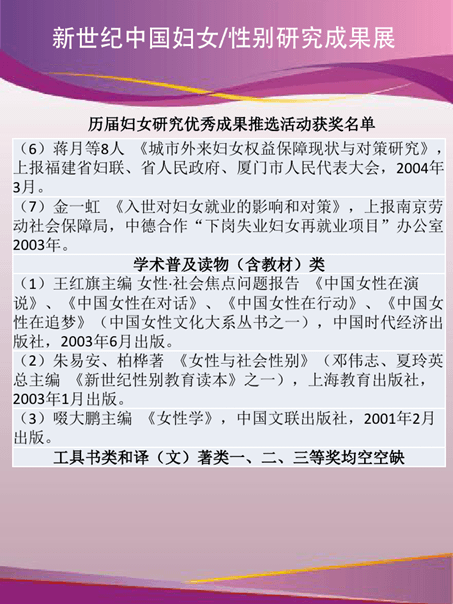 新世纪中国妇女/性别研究成果展
历届妇女研究优秀成果推选活动获奖名单
（6）蒋月等8人 《城市外来妇女权益保障现状与对策研究》，
上报福建省妇联、省人民政府、厦门市人民代表大会，2004年
3月。
（7）金一虹 《入世对妇女就业的影响和对策》，上报南京劳
动社会保障局，中德合作“下岗失业妇女再就业项目”办公室
2003年。
学术普及读物（含教材）类
（1）王红旗主编 女性·社会焦点问题报告 《中国女性在演
说》、《中国女性在对话》、《中国女性在行动》、《中国女
性在追梦》（中国女性文化大系丛书之一），中国时代经济出
版社，2003年6月出版。
（2）朱易安、柏桦著 《女性与社会性别》（邓伟志、夏玲英
总主编 《新世纪性别教育读本》之一），上海教育出版社，
2003年1月出版。
（3）啜大鹏主编 《女性学》，中国文联出版社，2001年2月
出版。
工具书类和译（文）著类一、二、三等奖均空空缺